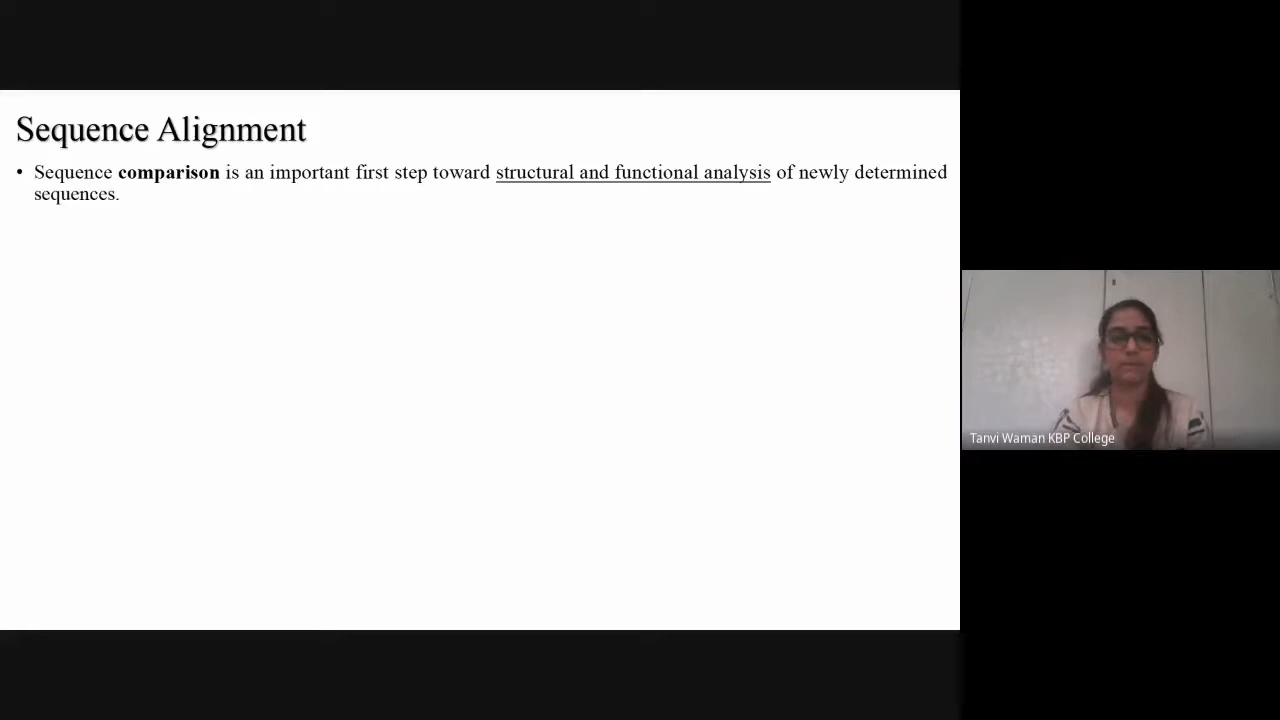 Sequence Alignment
• Sequence comparison is an important first step toward structural and functional analysis of newly determined
sequences.
Tanvi Waman KBP College